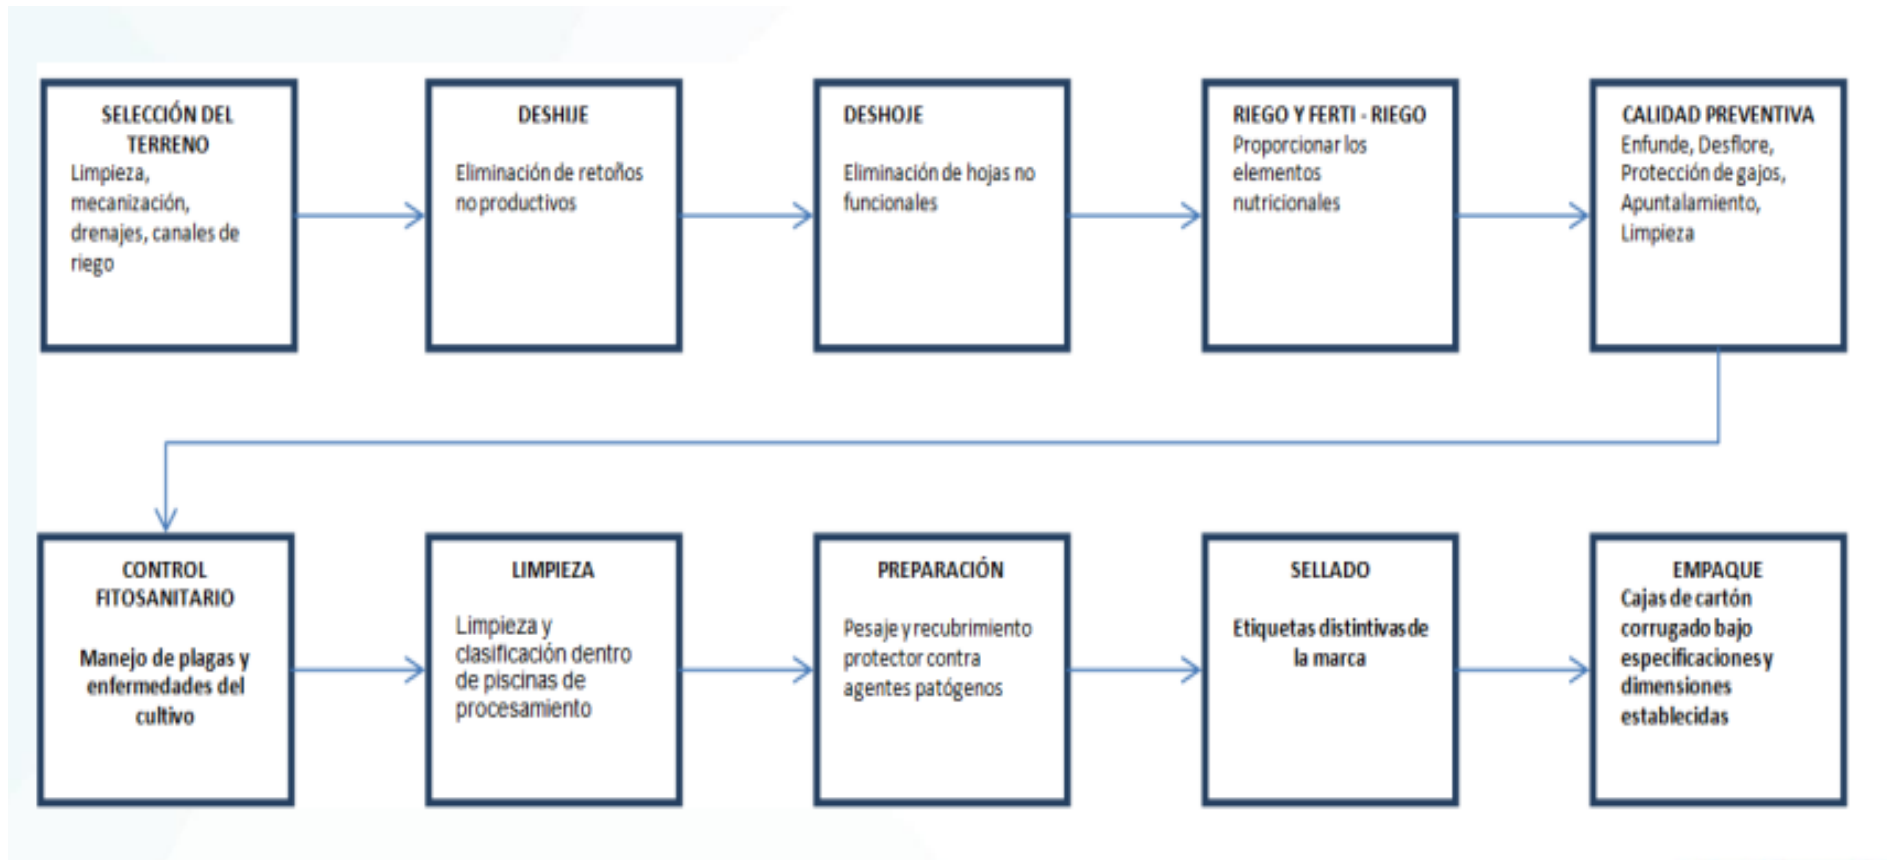 SELECCIÓN DEL
TERRENO
Limpieza,
mecanización,
drenajes, canales de
riego
DESHIJE
Eliminación de retoños
no productivos
DESHOJE
Eliminación de hojas no
funcionales
RIEGO Y FERTI - RIEGO
Proporcionar los
elementos
nutricionales
CALIDAD PREVENTIVA
Enfunde, Desflore,
Protección de gajos,
Apuntalamiento,
Limpieza
CONTROL
FITOSANITARIO
Manejo de plagas y
enfermedades del
cultivo
LIMPIEZA
Limpieza y
clasificación dentro
de piscinas de
procesamiento
PREPARACIÓN
Pesaje y recubrimiento
protector contra
agentes patógenos
SELLADO
Etiquetas distintivas de
la marca
EMPAQUE
Cajas de cartón
corrugado bajo
especificaciones y
dimensiones
establecidas